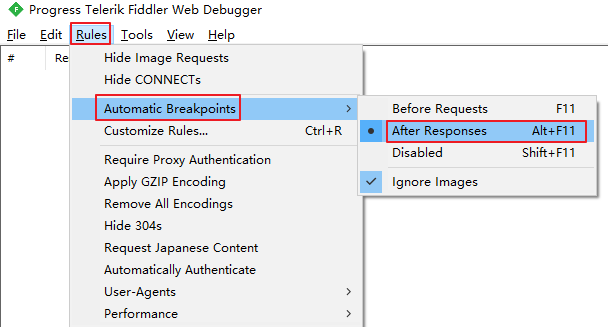 Progress Telerik Fiddler Web Debugger
File Edit Rules Tools View Help
# Re
Hide Image Requests
Hide CONNECTs
Automatic Breakpoints
Customize Rules... Ctrl+R
Require Proxy Authentication
Apply GZIP Encoding
Remove All Encodings
Hide 304s
Request Japanese Content
Automatically Authenticate
User-Agents
Performance
Before Requests F11
After Responses Alt+F11
Disabled Shift+F11
Ignore Images